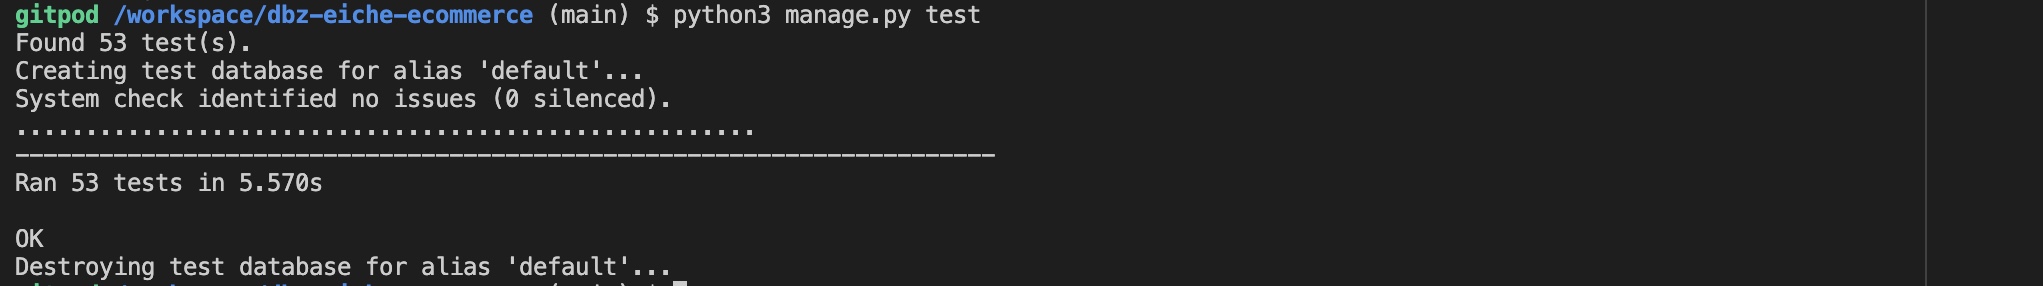 gitpod /workspace/dbz-eiche-ecommerce (main) $ python3 manage.py test
Found 53 test(s).
Creating test database for alias 'default'...
System check identified no issues (0 silenced).
.....................................................
----------------------------------------------------------------------
Ran 53 tests in 5.570s
OK
Destroying test database for alias 'default'...